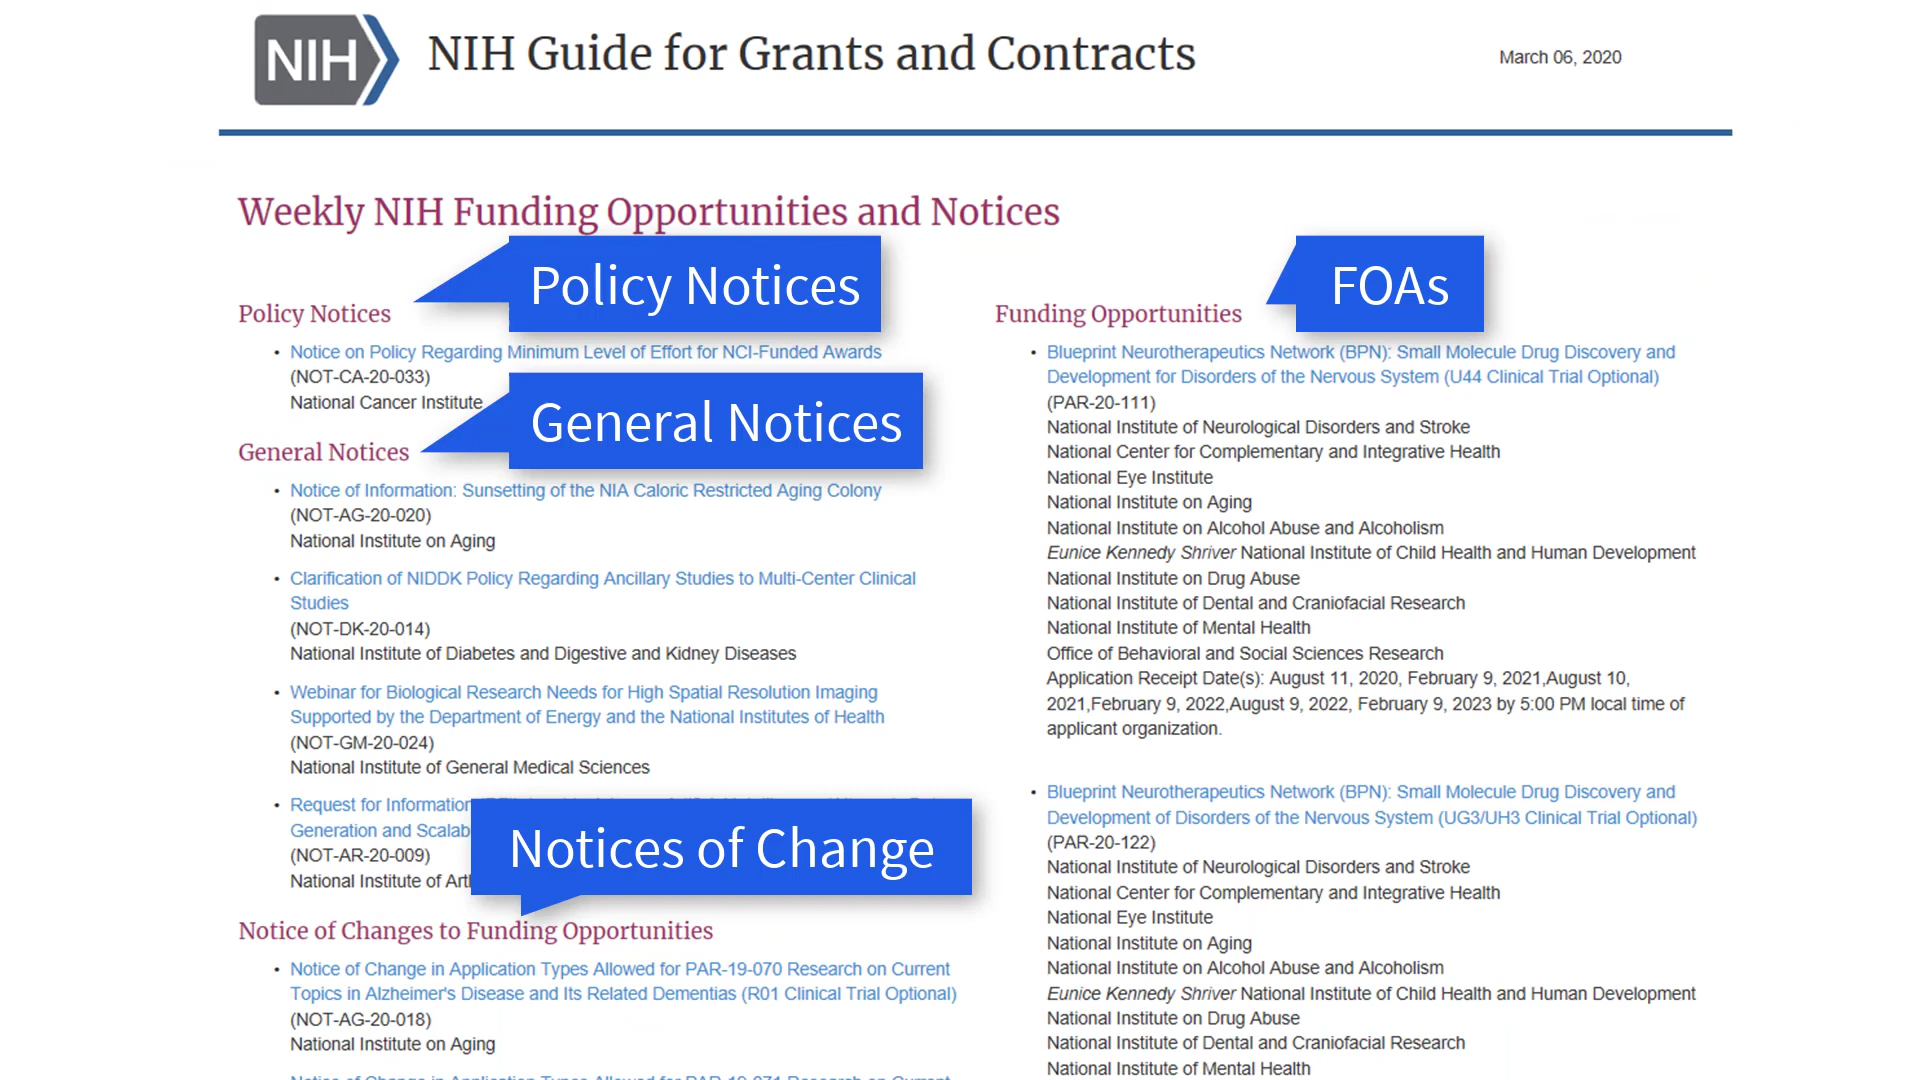 NIH
NIH Guide for Grants and Contracts
March 06, 2020
Weekly NIH Funding Opportunities and Notices
Policy Notices
Policy Notices
• Notice on Policy Regarding Minimum Level of Effort for NCI-Funded Awards
(NOT-CA-20-033)
National Cancer Institute
General Notices
General Notices
• Notice of Information: Sunsetting of the NIA Caloric Restricted Aging Colony
(NOT-AG-20-020)
National Institute on Aging
• Clarification of NIDDK Policy Regarding Ancillary Studies to Multi-Center Clinical
Studies
(NOT-DK-20-014)
National Institute of Diabetes and Digestive and Kidney Diseases
• Webinar for Biological Research Needs for High Spatial Resolution Imaging
Supported by the Department of Energy and the National Institutes of Health
(NOT-GM-20-024)
National Institute of General Medical Sciences
• Request for Information
Generation and
(NOT-AR-20-009)
National Institute of
Notices of Change
Notice of Changes to Funding Opportunities
• Notice of Change in Application Types Allowed for PAR-19-070 Research on Current
Topics in Alzheimer's Disease and Its Related Dementias (R01 Clinical Trial Optional)
(NOT-AG-20-018)
National Institute on Aging
Notice of Change in Application Types Allowed for PAR-19-071 Research on Current
FOAs
Funding Opportunities
• Blueprint Neurotherapeutics Network (BPN): Small Molecule Drug Discovery and
Development for Disorders of the Nervous System (U44 Clinical Trial Optional)
(PAR-20-111)
National Institute of Neurological Disorders and Stroke
National Center for Complementary and Integrative Health
National Eye Institute
National Institute on Aging
National Institute on Alcohol Abuse and Alcoholism
Eunice Kennedy Shriver National Institute of Child Health and Human Development
National Institute on Drug Abuse
National Institute of Dental and Craniofacial Research
National Institute of Mental Health
Office of Behavioral and Social Sciences Research
Application Receipt Date(s): August 11, 2020, February 9, 2021,August 10,
2021,February 9, 2022,August 9, 2022, February 9, 2023 by 5:00 PM local time of
applicant organization.
• Blueprint Neurotherapeutics Network (BPN): Small Molecule Drug Discovery and
Development of Disorders of the Nervous System (UG3/UH3 Clinical Trial Optional)
(PAR-20-122)
National Institute of Neurological Disorders and Stroke
National Center for Complementary and Integrative Health
National Eye Institute
National Institute on Aging
National Institute on Alcohol Abuse and Alcoholism
Eunice Kennedy Shriver National Institute of Child Health and Human Development
National Institute on Drug Abuse
National Institute of Dental and Craniofacial Research
National Institute of Mental Health